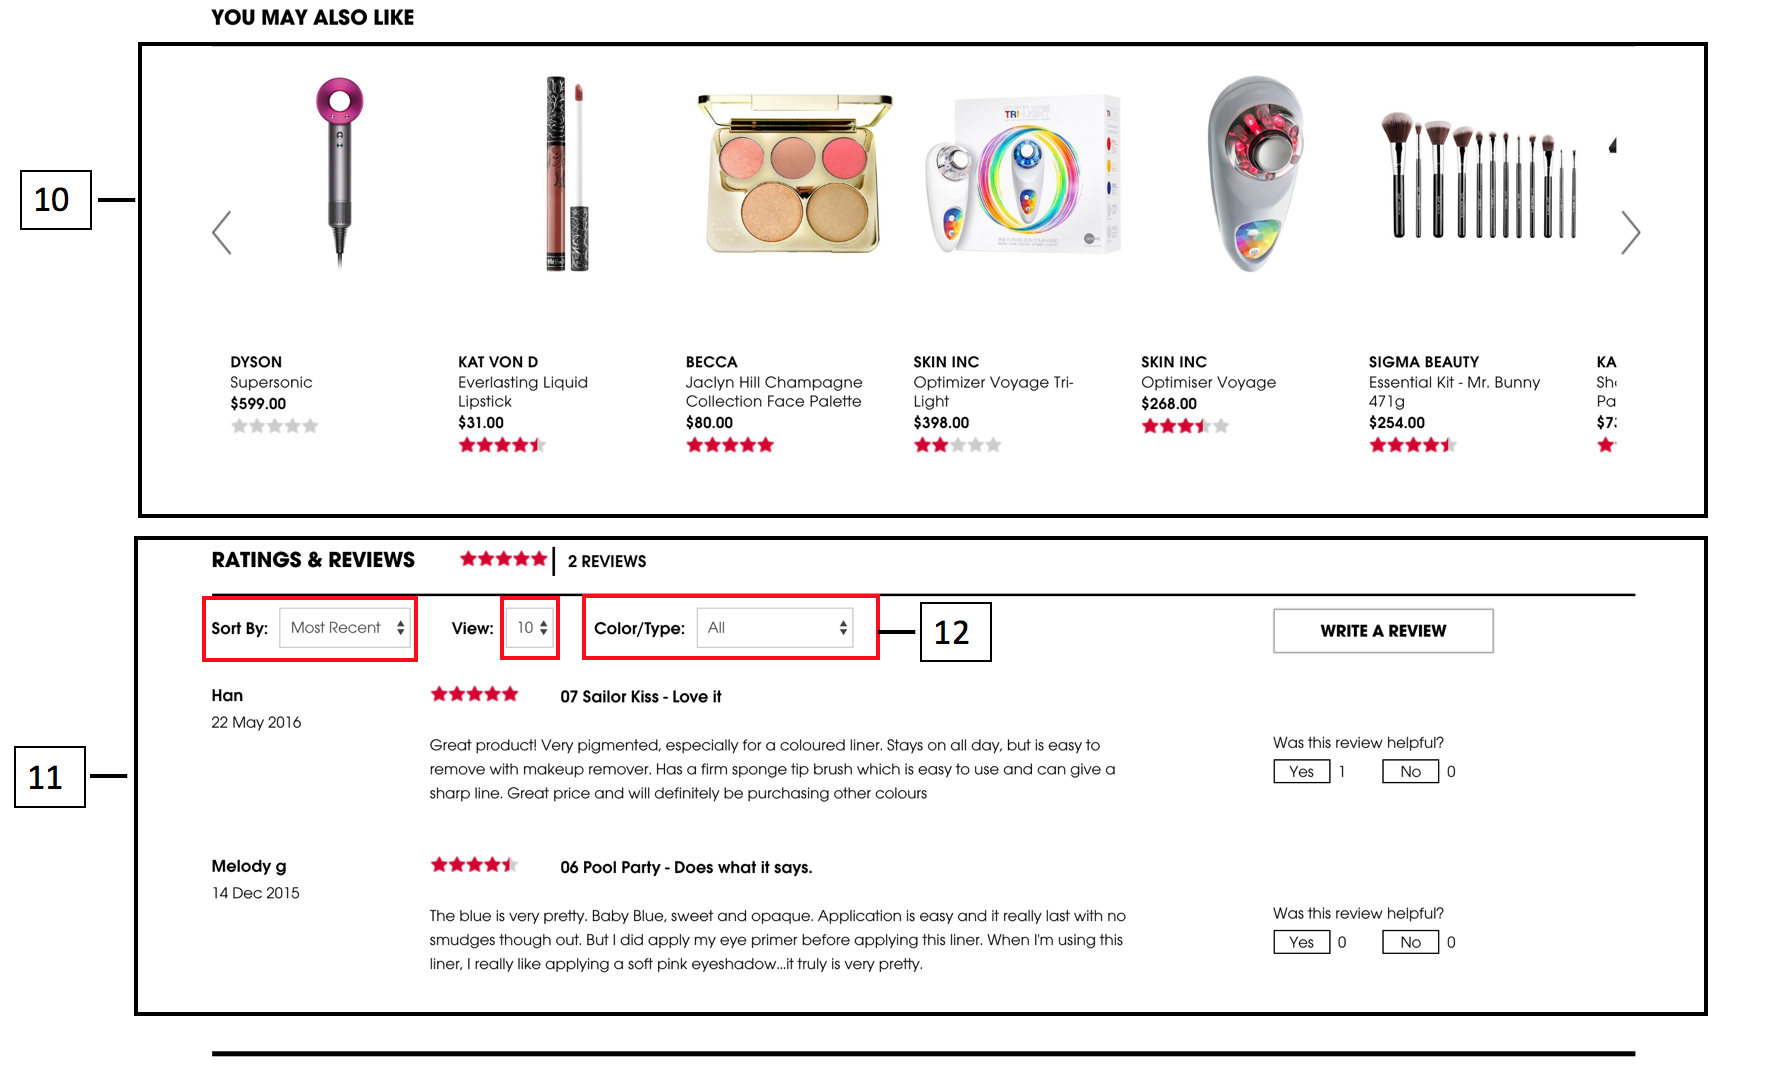 YOU MAY ALSO LIKE
10
TRI-LIGHT
DYSON
Supersonic
$599.00
KAT VON D
Everlasting Liquid
Lipstick
$31.00
BECCA
Jaclyn Hill Champagne
Collection Face Palette
$80.00
SKIN INC
Optimizer Voyage Tri-
Light
$398.00
SKIN INC
Optimiser Voyage
$268.00
SIGMA BEAUTY
Essential Kit - Mr. Bunny
471g
$254.00
KA
Sh
Pa
$7
RATINGS & REVIEWS 2 REVIEWS
Sort By: Most Recent View: 10 Color/Type: All 12 WRITE A REVIEW
Han 07 Sailor Kiss - Love it
22 May 2016
Great product! Very pigmented, especially for a coloured liner. Stays on all day, but is easy to
remove with makeup remover. Has a firm sponge tip brush which is easy to use and can give a
sharp line. Great price and will definitely be purchasing other colours
Was this review helpful?
Yes 1 No 0
11
Melody g 06 Pool Party - Does what it says.
14 Dec 2015
The blue is very pretty. Baby Blue, sweet and opaque. Application is easy and it really last with no
smudges though out. But I did apply my eye primer before applying this liner. When I'm using this
liner, I really like applying a soft pink eyeshadow...it truly is very pretty.
Was this review helpful?
Yes 0 No 0